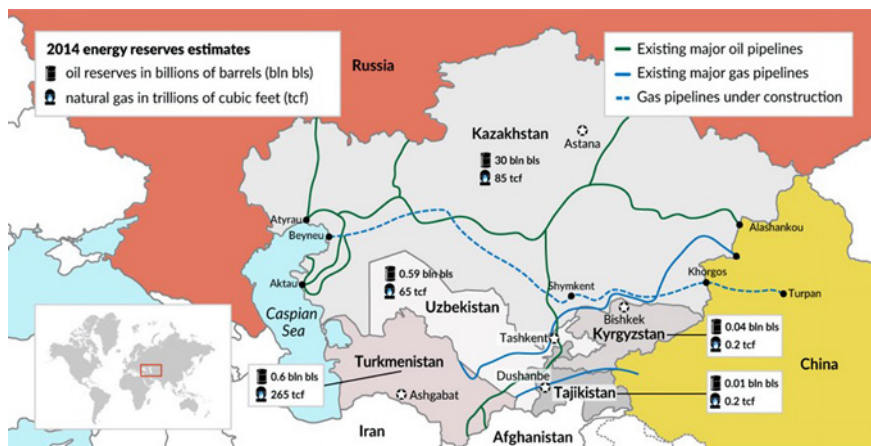 2014 energy reserves estimates
oil reserves in billions of barrels (bln bls)
natural gas in trillions of cubic feet (tcf)
Russia
Existing major oil pipelines
Existing major gas pipelines
Gas pipelines under construction
Kazakhstan
Astana
30 bln bls
85 tcf
Atyrau
Beyneu
Alashankou
Aktau
0.59 bln bls
65 tcf
Shymkent
Khorgos
Turpan
Caspian
Sea
Uzbekistan
Bishkek
Tashkent
Kyrgyzstan
0.04 bln bls
0.2 tcf
China
Turkmenistan
0.6 bln bls
265 tcf
Dushanbe
Ashgabat
Tajikistan
0.01 bln bls
0.2 tcf
Iran
Afghanistan